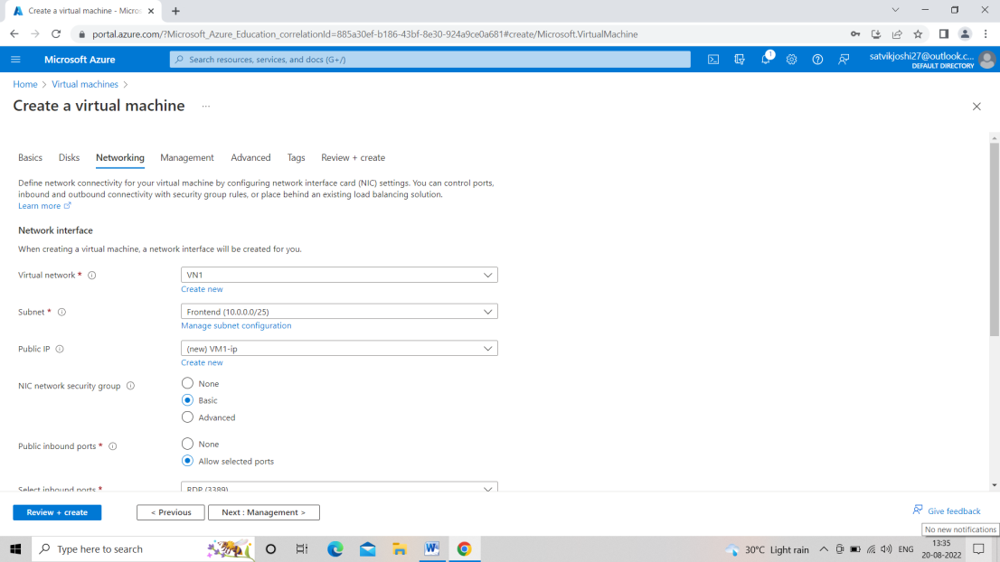 Create a virtual machine - Micros
portal.azure.com/?Microsoft_Azure_Education_correlationId=885a30ef-b186-43bf-8e30-924a9ce0a681#create/Microsoft.VirtualMachine
Microsoft Azure
Search resources, services, and docs (G+/)
1
satvikjoshi27@outlook.c...
DEFAULT DIRECTORY
Home > Virtual machines >
Create a virtual machine ...
Basics Disks Networking Management Advanced Tags Review + create
Define network connectivity for your virtual machine by configuring network interface card (NIC) settings. You can control ports,
inbound and outbound connectivity with security group rules, or place behind an existing load balancing solution.
Learn more
Network interface
When creating a virtual machine, a network interface will be created for you.
Virtual network *
VN1
Create new
Subnet *
Frontend (10.0.0.0/25)
Manage subnet configuration
Public IP
(new) VM1-ip
Create new
NIC network security group
None
Basic
Advanced
Public inbound ports *
None
Allow selected ports
Select inbound ports *
RDP (3389)
Review + create
< Previous
Next : Management >
Give feedback
No new notifications
Type here to search
30°C Light rain
ENG
13:35
20-08-2022